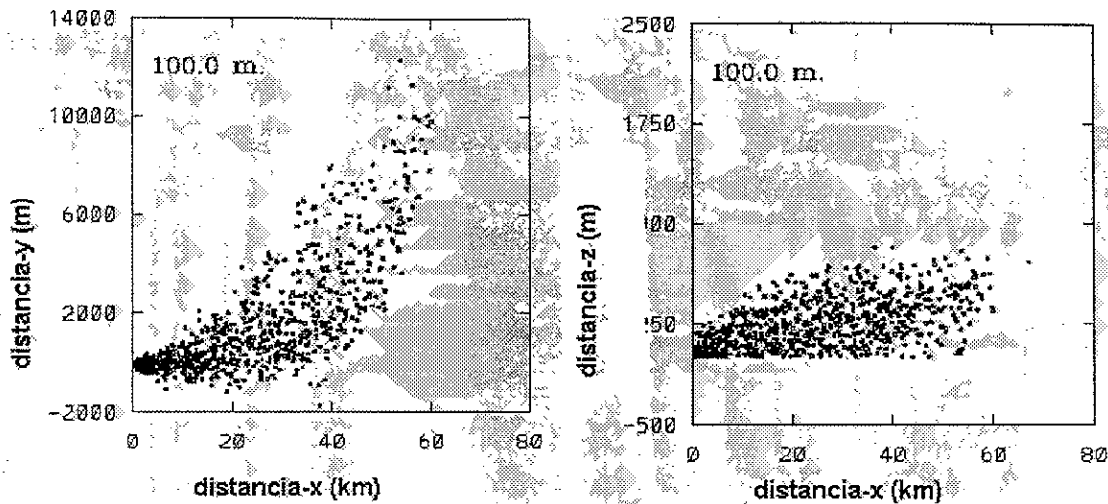 14000
10000
6000
2000
-2000
100.0 m.
distancia-y (m)
0 20 40 60 80
distancia-x (km)
2500
1750
-500
100.0 m.
distancia-z (m)
0 20 40 60 80
distancia-x (km)